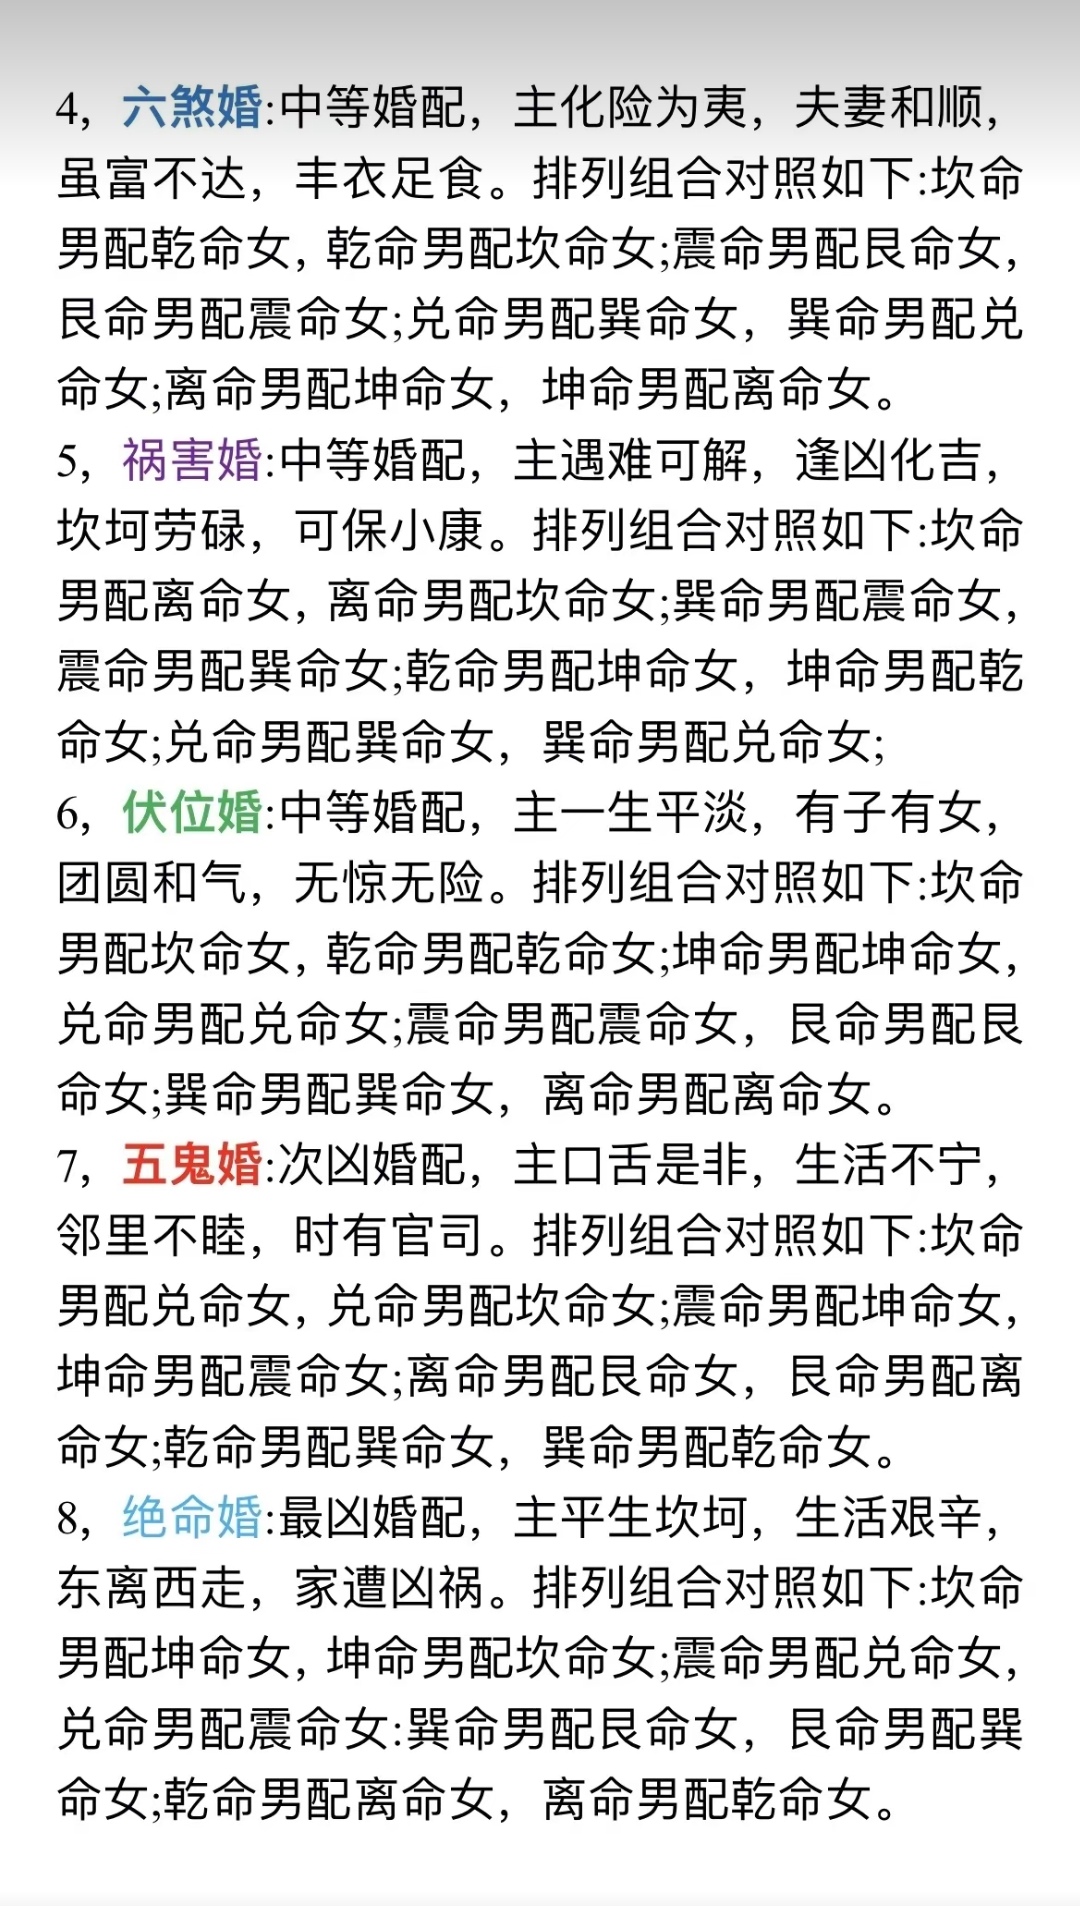 4，六煞婚:中等婚配，主化险为夷，夫妻和顺，
虽富不达，丰衣足食。排列组合对照如下:坎命
男配乾命女，乾命男配坎命女;震命男配艮命女，
艮命男配震命女;兑命男配巽命女，巽命男配兑
命女;离命男配坤命女，坤命男配离命女。
5，祸害婚:中等婚配，主遇难可解，逢凶化吉，
坎坷劳碌，可保小康。排列组合对照如下:坎命
男配离命女，离命男配坎命女;巽命男配震命女，
震命男配巽命女;乾命男配坤命女，坤命男配乾
命女;兑命男配巽命女，巽命男配兑命女;
6，伏位婚:中等婚配，主一生平淡，有子有女，
团圆和气，无惊无险。排列组合对照如下:坎命
男配坎命女，乾命男配乾命女;坤命男配坤命女，
兑命男配兑命女;震命男配震命女，艮命男配艮
命女;巽命男配巽命女，离命男配离命女。
7，五鬼婚:次凶婚配，主口舌是非，生活不宁，
邻里不睦，时有官司。排列组合对照如下:坎命
男配兑命女，兑命男配坎命女;震命男配坤命女，
坤命男配震命女;离命男配艮命女，艮命男配离
命女;乾命男配巽命女，巽命男配乾命女。
8，绝命婚:最凶婚配，主平生坎坷，生活艰辛，
东离西走，家遭凶祸。排列组合对照如下:坎命
男配坤命女，坤命男配坎命女;震命男配兑命女，
兑命男配震命女:巽命男配艮命女，艮命男配巽
命女;乾命男配离命女，离命男配乾命女。